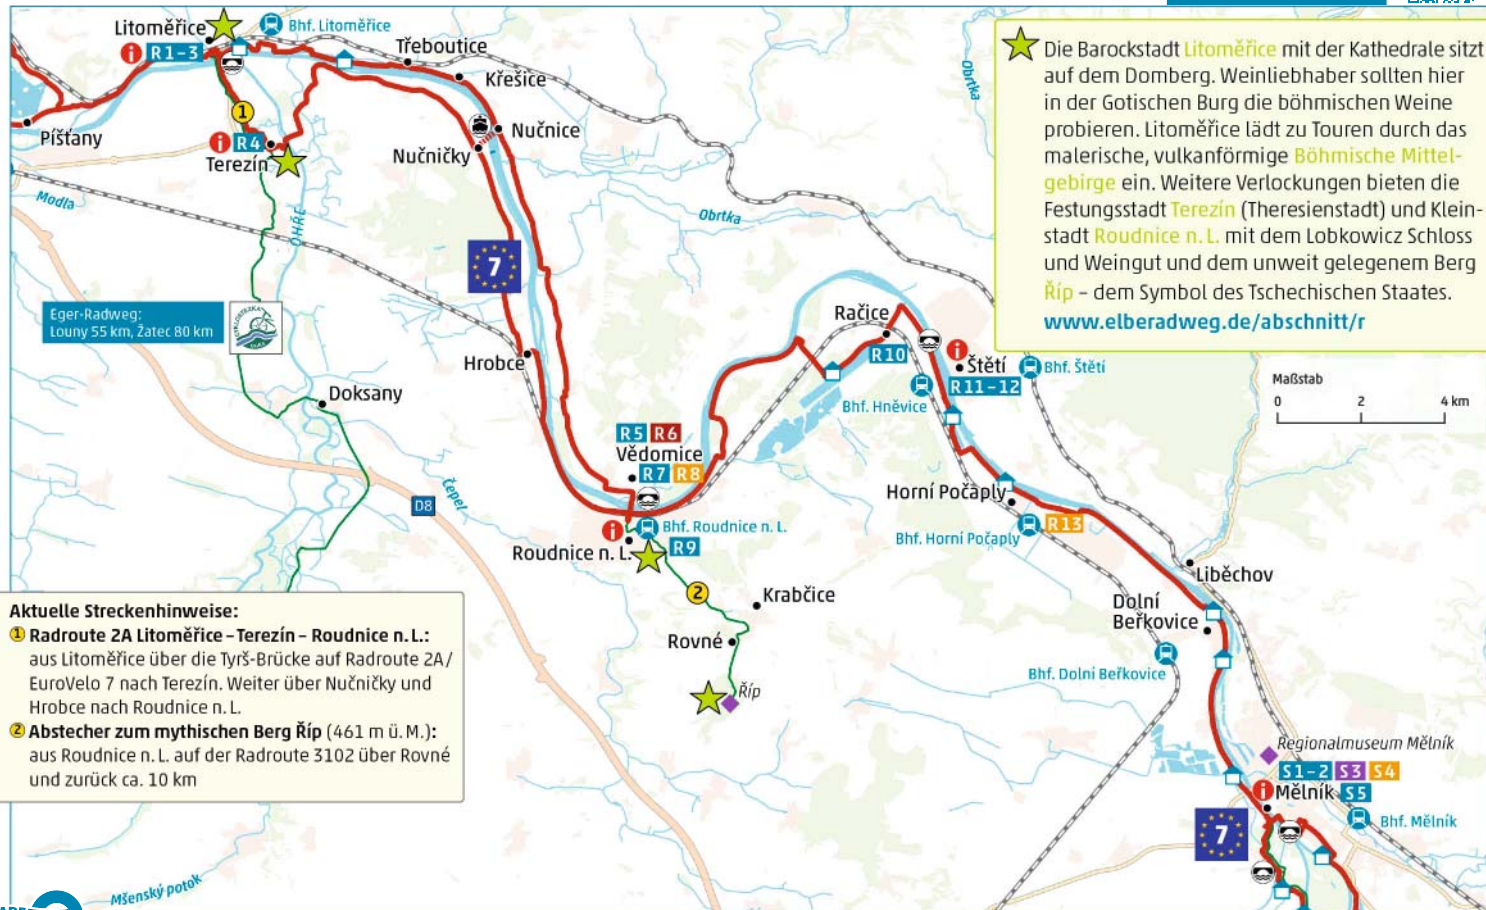 Litoměřice
Bhf. Litoměřice
R1-3
Třeboutice
Křešice
Píšťany
1
R4
Terezín
Nučnice
Nučničky
Modla
OHŘE
Obrtka
Obrtka
7
Die Barockstadt Litoměřice mit der Kathedrale sitzt
auf dem Domberg. Weinliebhaber sollten hier
in der Gotischen Burg die böhmischen Weine
probieren. Litoměřice lädt zu Touren durch das
malerische, vulkanförmige Böhmische Mittel-
gebirge ein. Weitere Verlockungen bieten die
Festungsstadt Terezín (Theresienstadt) und Klein-
stadt Roudnice n. L. mit dem Lobkowicz Schloss
und Weingut und dem unweit gelegenem Berg
Říp – dem Symbol des Tschechischen Staates.
www.elberadweg.de/abschnitt/r
Eger-Radweg:
Louny 55 km, Žatec 80 km
Hrobce
Doksany
Račice
R10
Štětí
R11-12
Bhf. Štětí
Bhf. Hněvice
Maßstab
0 2 4 km
R5 R6
Vědomice
R7 R8
D8
Čepel
Bhf. Roudnice n. L.
Roudnice n. L.
R9
Horní Počaply
R13
Bhf. Horní Počaply
Liběchov
2
Krabčice
Rovné
Říp
Dolní
Beřkovice
Bhf. Dolní Beřkovice
Aktuelle Streckenhinweise:
1 Radroute 2A Litoměřice – Terezín – Roudnice n. L.:
aus Litoměřice über die Tyrš-Brücke auf Radroute 2A/
EuroVelo 7 nach Terezín. Weiter über Nučničky und
Hrobce nach Roudnice n. L.
2 Abstecher zum mythischen Berg Říp (461 m ü. M.):
aus Roudnice n. L. auf der Radroute 3102 über Rovné
und zurück ca. 10 km
Regionalmuseum Mělník
S1-2 S3 S4
Mělník S5
Bhf. Mělník
7
Mšenský potok